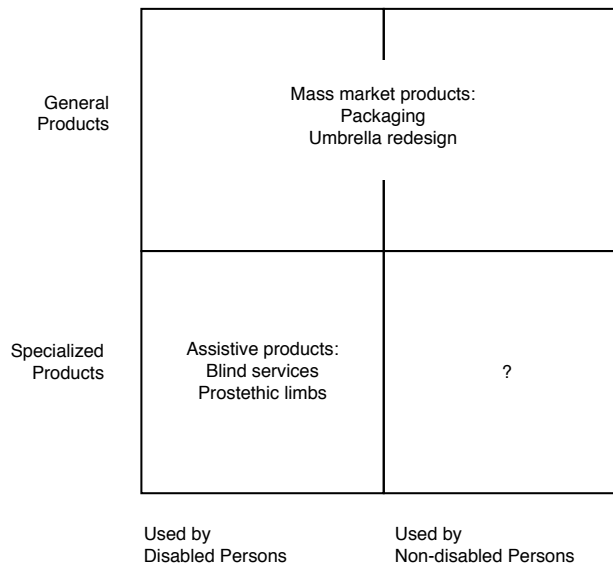 General
Products
Mass market products:
Packaging
Umbrella redesign
Specialized
Products
Assistive products:
Blind services
Prostethic limbs
?
Used by
Disabled Persons
Used by
Non-disabled Persons